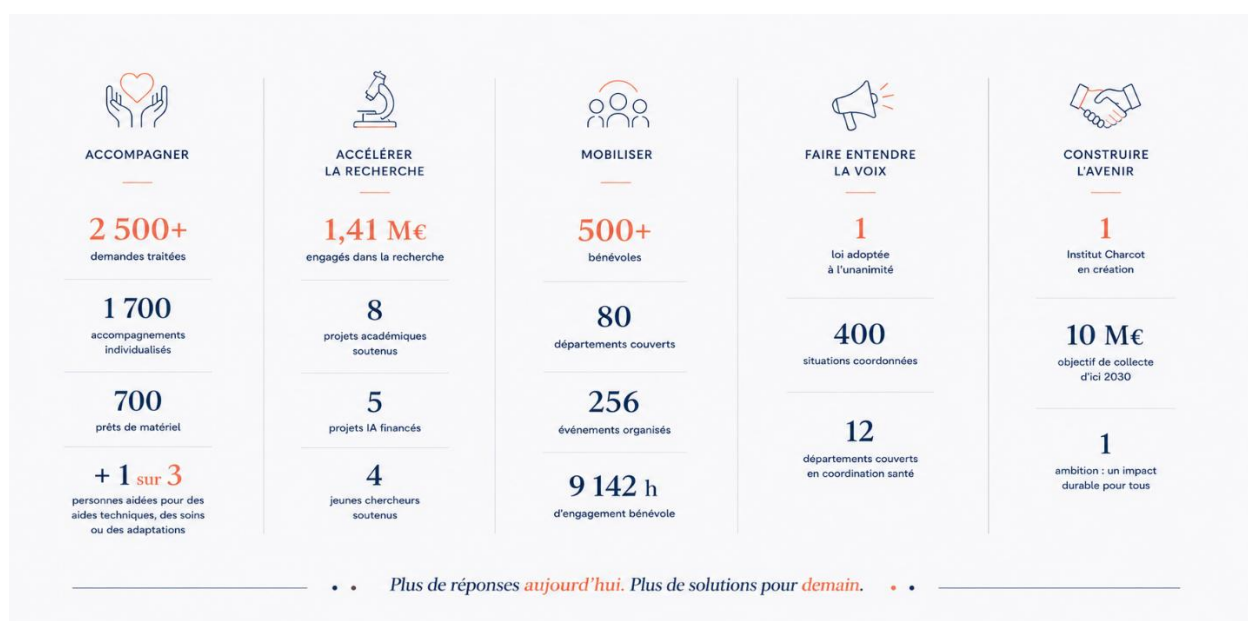 ACCOMPAGNER
2 500+
demandes traitées
1 700
accompagnements
individualisés
700
prêts de matériel
+ 1 sur 3
personnes aidées pour des
aides techniques, des soins
ou des adaptations
ACCÉLÉRER
LA RECHERCHE
1,41 M€
engagés dans la recherche
8
projets académiques
soutenus
5
projets IA financés
4
jeunes chercheurs
soutenus
MOBILISER
500+
bénévoles
80
départements couverts
256
événements organisés
9 142 h
d'engagement bénévole
FAIRE ENTENDRE
LA VOIX
1
loi adoptée
à l'unanimité
400
situations coordonnées
12
départements couverts
en coordination santé
CONSTRUIRE
L'AVENIR
1
Institut Charcot
en création
10 M€
objectif de collecte
d'ici 2030
1
ambition : un impact
durable pour tous
Plus de réponses aujourd'hui. Plus de solutions pour demain.